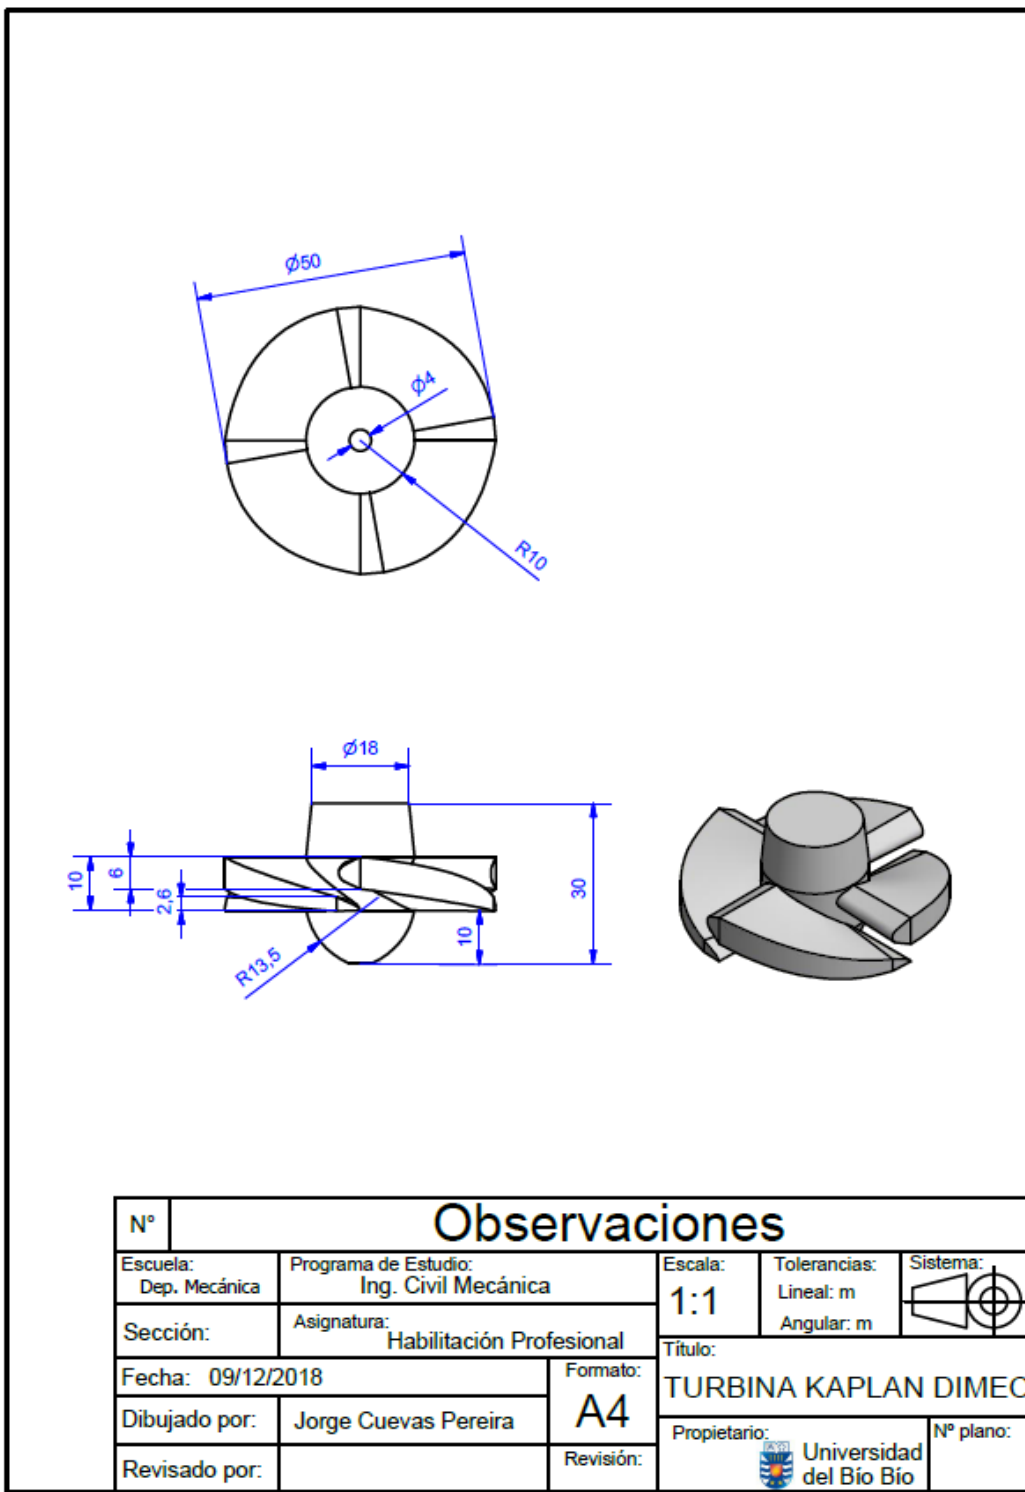 Ø50
Ø4
R10
Ø18
10
6
2,6
30
10
R13,5
N°
Observaciones
Escuela:
Dep. Mecánica
Programa de Estudio:
Ing. Civil Mecánica
Escala:
1:1
Tolerancias:
Lineal: m
Angular: m
Sistema:
Sección:
Asignatura:
Habilitación Profesional
Título:
TURBINA KAPLAN DIMEC
Fecha: 09/12/2018
Formato:
A4
Dibujado por:
Jorge Cuevas Pereira
Propietario:
Universidad
del Bío Bío
Nº plano:
Revisado por:
Revisión: